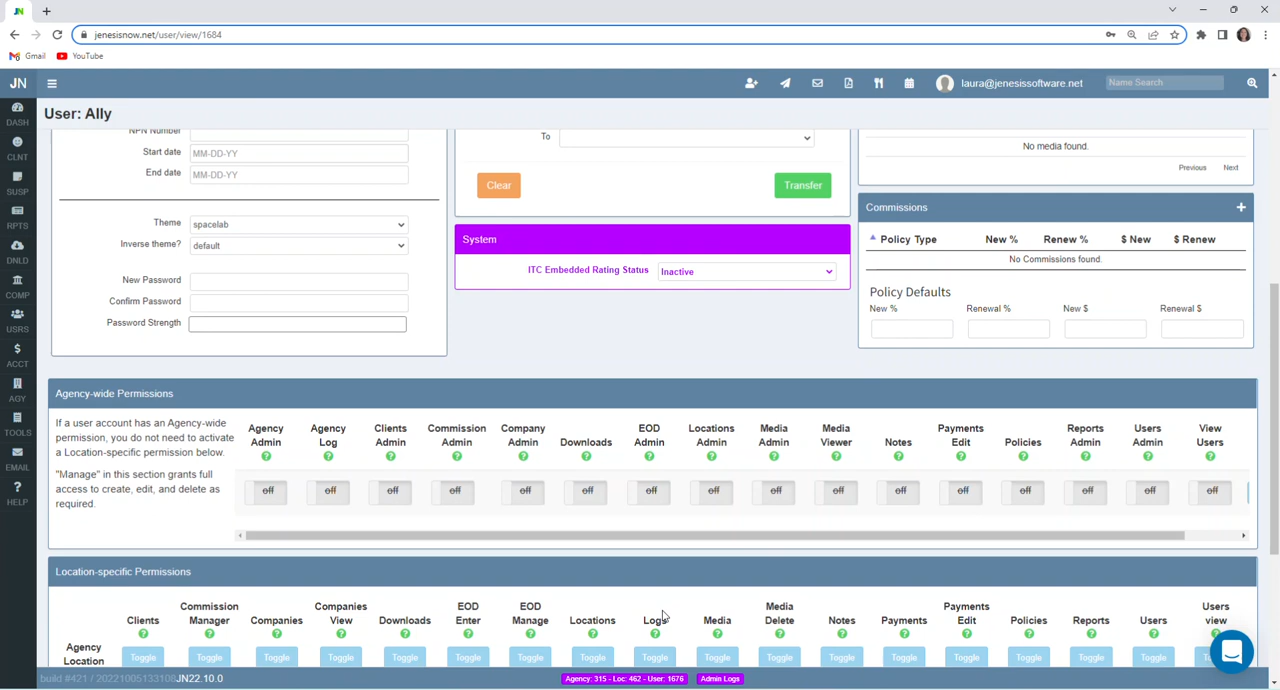 JN
jenesisnow.net/user/view/1684
Gmail
YouTube
JN
laura@jenesissoftware.net
Name Search
User: Ally
DASH
CLNT
SUSP
RPTS
DNLD
COMP
USRS
ACCT
AGY
TOOLS
EMAIL
HELP
NPN Number
Start date MM-DD-YY
End date MM-DD-YY
Theme spacelab
Inverse theme? default
New Password
Confirm Password
Password Strength
To
Clear
Transfer
System
ITC Embedded Rating Status Inactive
No media found.
Previous Next
Commissions
Policy Type New % Renew % $ New $ Renew
No Commissions found.
Policy Defaults
New % Renewal % New $ Renewal $
Agency-wide Permissions
If a user account has an Agency-wide
permission, you do not need to activate
a Location-specific permission below.
"Manage" in this section grants full
access to create, edit, and delete as
required.
Agency Agency Clients Commission Company EOD Locations Media Media Payments Reports Users View
Admin Log Admin Admin Admin Downloads Admin Admin Admin Viewer Notes Edit Policies Admin Admin Users
off off off off off off off off off off off off off off off off
Location-specific Permissions
Commission Companies EOD EOD Media Payments Users
Clients Manager Companies View Downloads Enter Manage Locations Logs Media Delete Notes Payments Edit Policies Reports Users view
Agency
Location
Toggle Toggle Toggle Toggle Toggle Toggle Toggle Toggle Toggle Toggle Toggle Toggle Toggle Toggle Toggle Toggle Toggle
build #421 / 20221005133108 JN22.10.0
Agency: 315 - Loc: 462 - User: 1676
Admin Logs